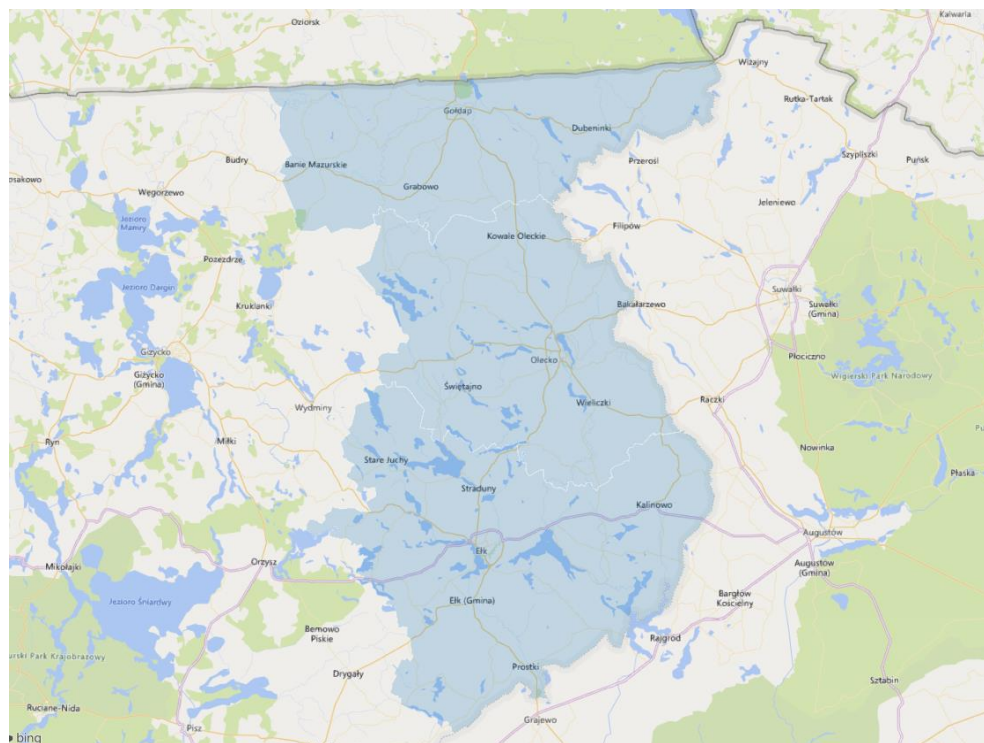 Oziorsk
Kalwaria
Wiżajny
Rutka-Tartak
Gołdap
Dubeninki
Budry
Banie Mazurskie
Przerośl
Szypliszki
Puńsk
Węgorzewo
Grabowo
Jeleniewo
Jezioro
Mamry
Filipów
Kowale Oleckie
Pozezdrze
Jezioro Dargin
Suwałki
Kruklanki
Bakałarzewo
Suwałki
(Gmina)
Giżycko
Olecko
Płociczno
Giżycko
(Gmina)
Świętajno
Wigierski Park Narodowy
Wydminy
Wieliczki
Raczki
Ryn
Miłki
Nowinka
Stare Juchy
Płaska
Straduny
Kalinowo
Augustów
Ełk
Mikołajki
Orzysz
Augustów
(Gmina)
Jezioro Śniardwy
Ełk (Gmina)
Bargłów
Kościelny
Bemowo
Piskie
Rajgród
urski Park Krajobrazowy
Prostki
Drygały
Sztabin
Ruciane-Nida
Grajewo
Pisz
bing